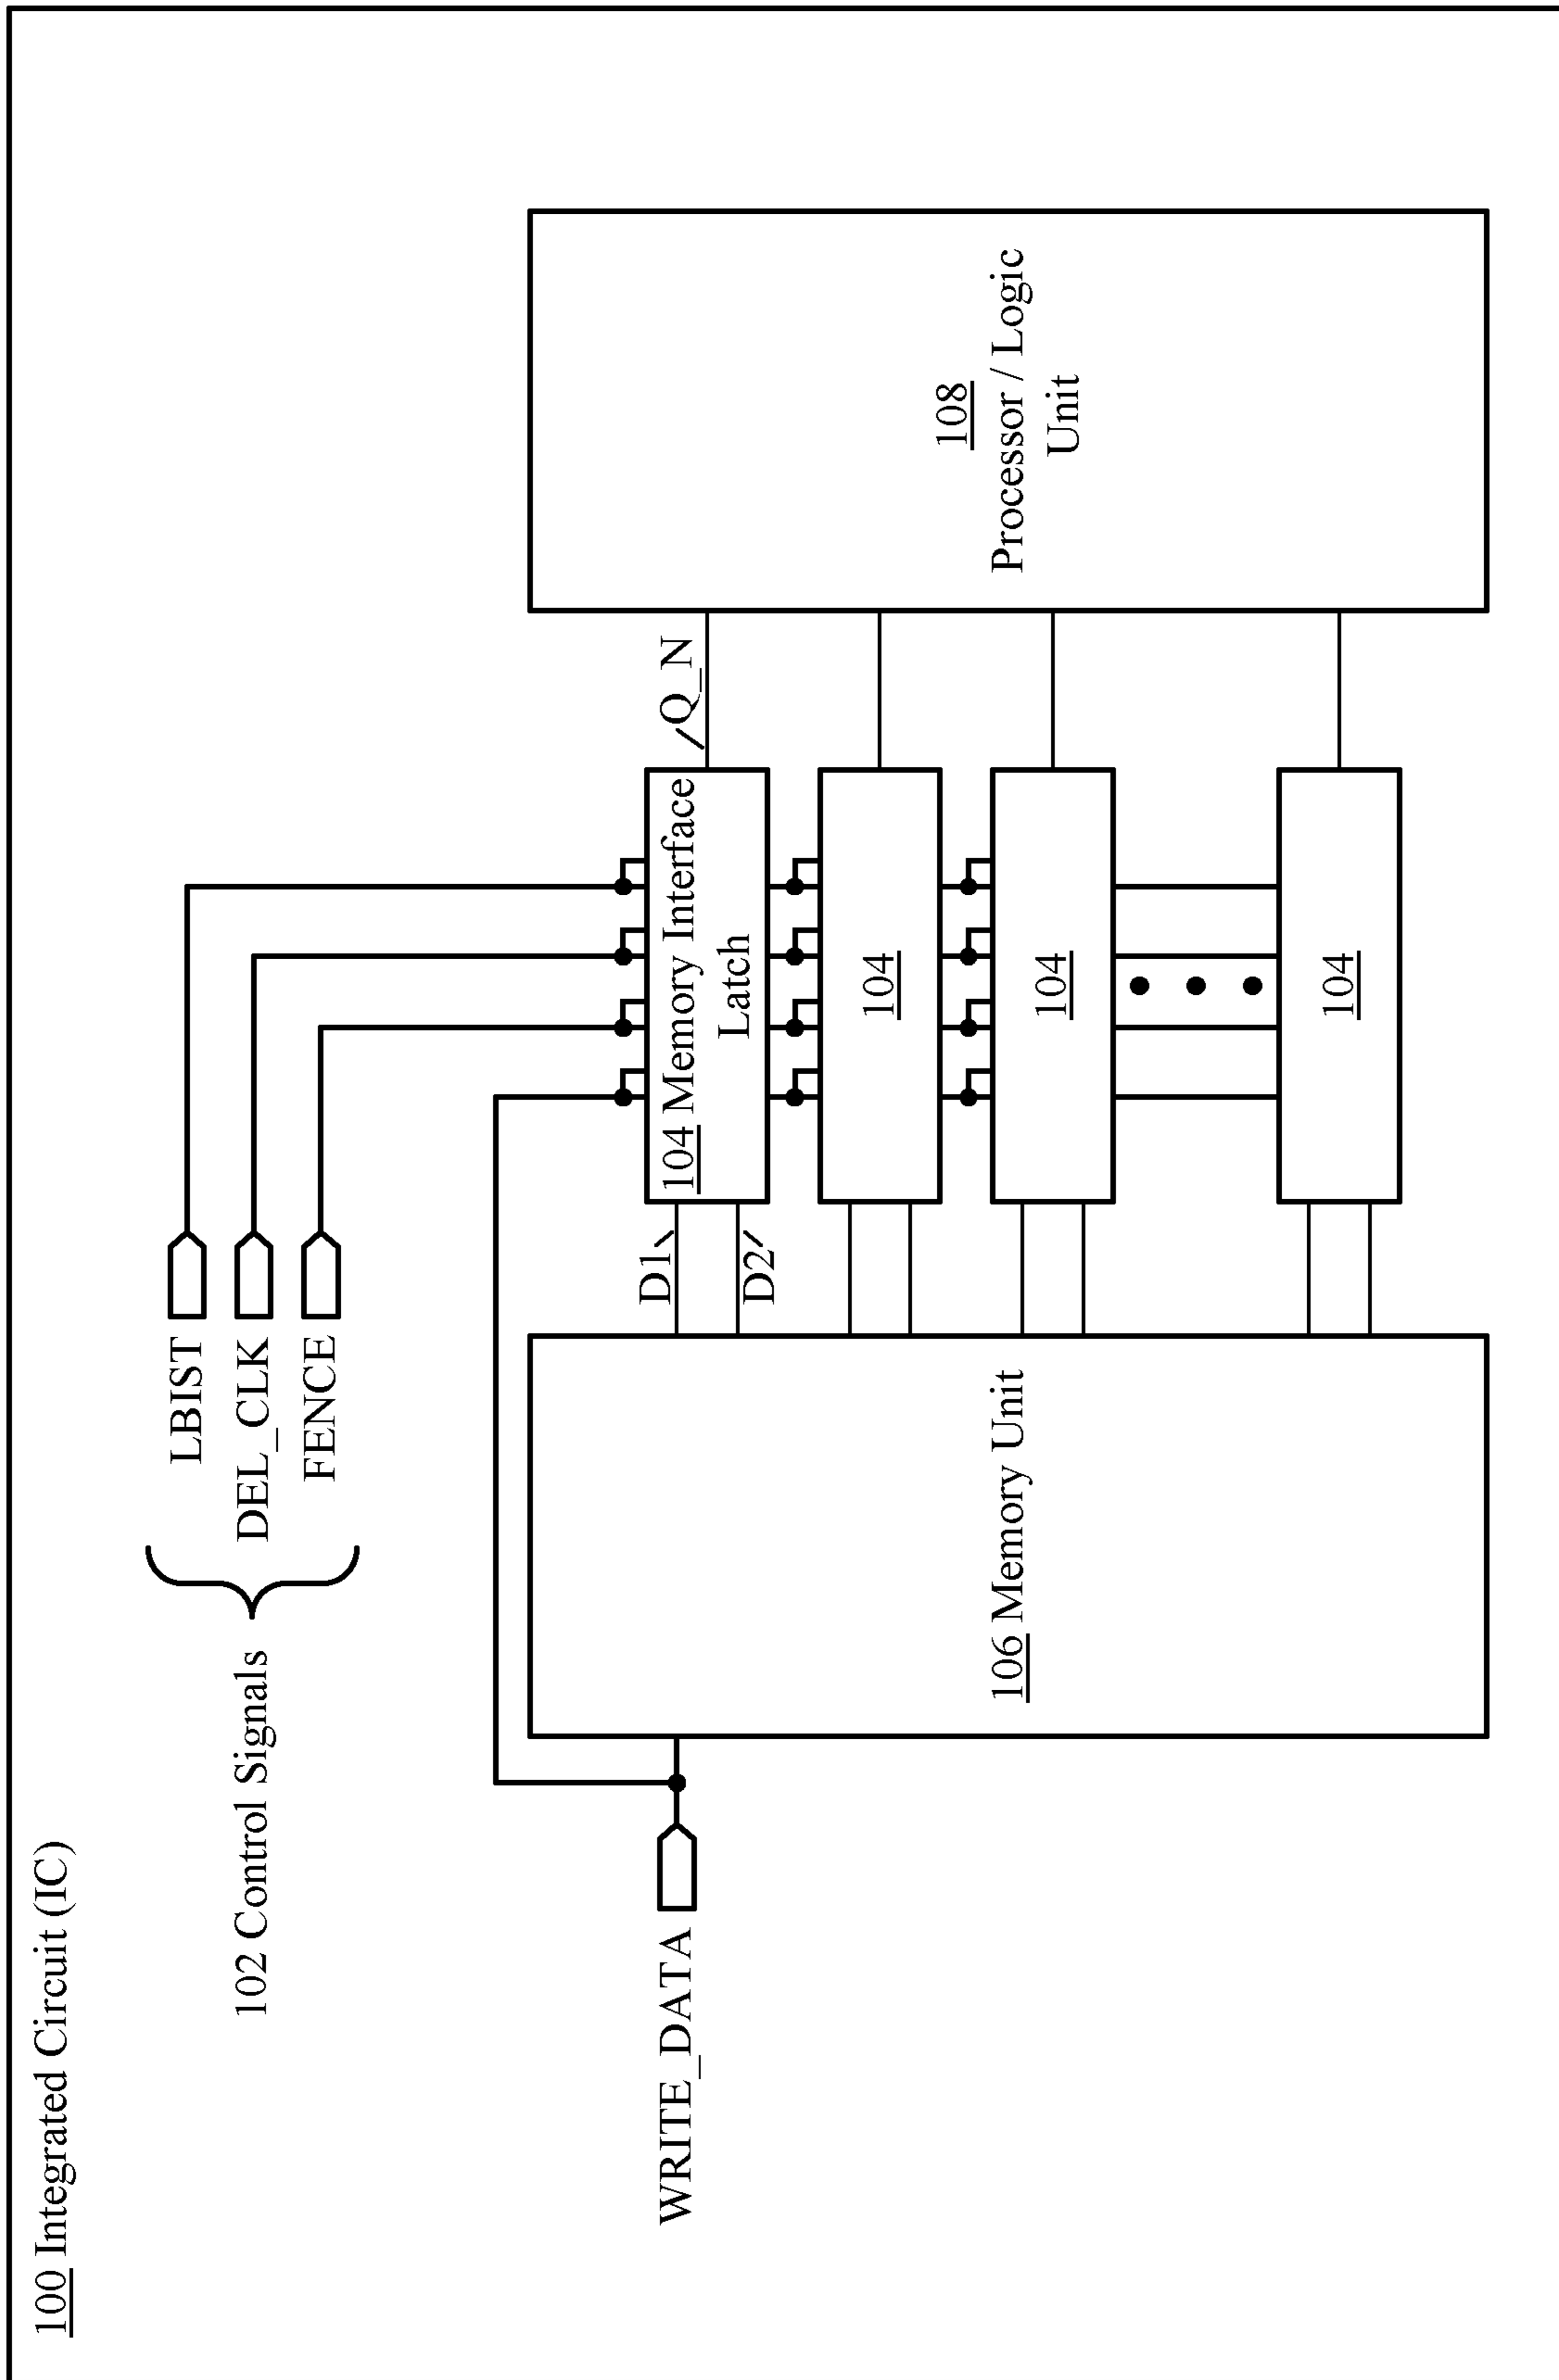 100 Integrated Circuit (IC)
102 Control Signals
LBIST
DEL_CLK
FENCE
WRITE_DATA
106 Memory Unit
D1
D2
104 Memory Interface
Latch
104
104
104
Q_N
108
Processor / Logic
Unit